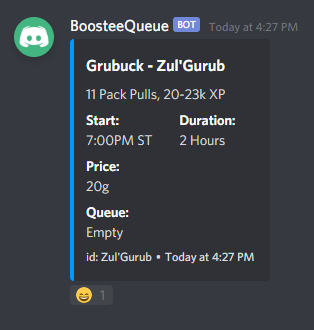 BoosteeQueue BOT Today at 4:27 PM
Grubuck - Zul'Gurub
11 Pack Pulls, 20-23k XP
Start: Duration:
7:00PM ST 2 Hours
Price:
20g
Queue:
Empty
id: Zul'Gurub • Today at 4:27 PM
1